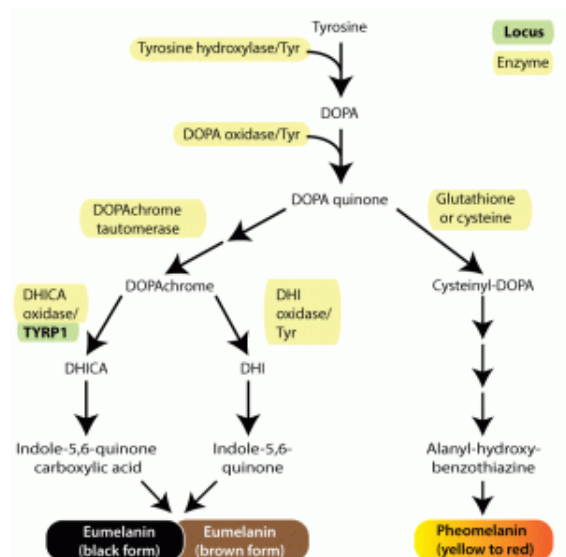 Tyrosine
Locus
Tyrosine hydroxylase/Tyr
Enzyme
DOPA
DOPA oxidase/Tyr
DOPA quinone
Glutathione
or cysteine
DOPAchrome
tautomerase
DOPAchrome
Cysteinyl-DOPA
DHICA
oxidase/
TYRP1
DHI
oxidase/
Tyr
DHICA
DHI
Indole-5,6-quinone
carboxylic acid
Indole-5,6-
quinone
Alanyl-hydroxy-
benzothiazine
Eumelanin
(black form)
Eumelanin
(brown form)
Pheomelanin
(yellow to red)